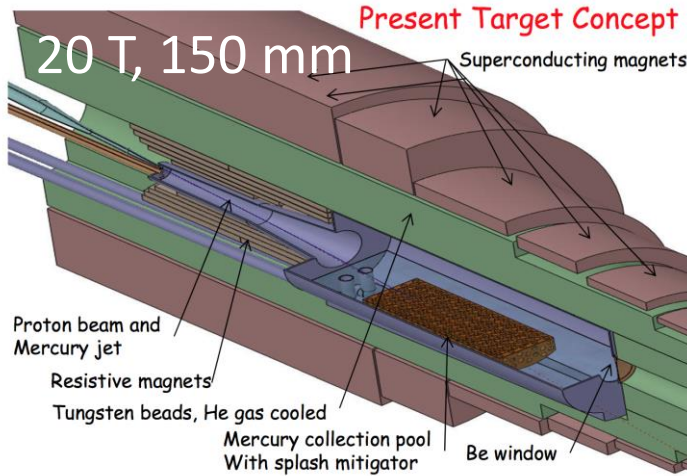 Present Target Concept
20 T, 150 mm
Superconducting magnets
Proton beam and
Mercury jet
Resistive magnets
Tungsten beads, He gas cooled
Mercury collection pool
With splash mitigator
Be window